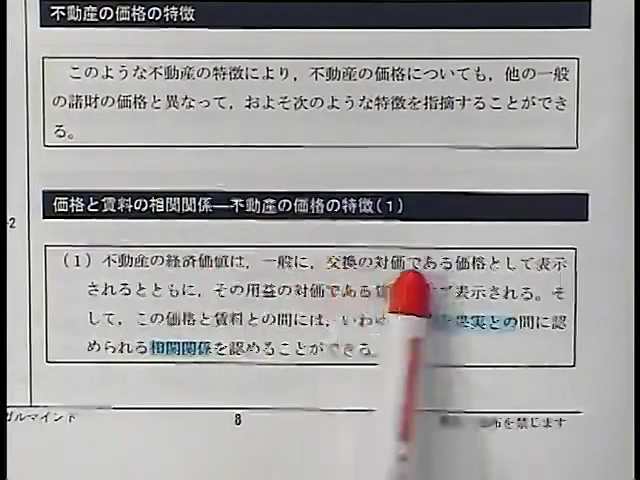 不動産の価格の特徴
このような不動産の特徴により，不動産の価格についても，他の一般
の諸財の価格と異なって，およそ次のような特徴を指摘することができ
る。
価格と賃料の相関関係―不動産の価格の特徴(1)
-2
(1) 不動産の経済価値は，一般に，交換の対価である価格として表示
されるとともに，その用益の対価である 表示される。そ
して，この価格と賃料との間には，いわ 果実との間に認
められる相関関係を認めることができる
ガルマインド
8
布を禁じます